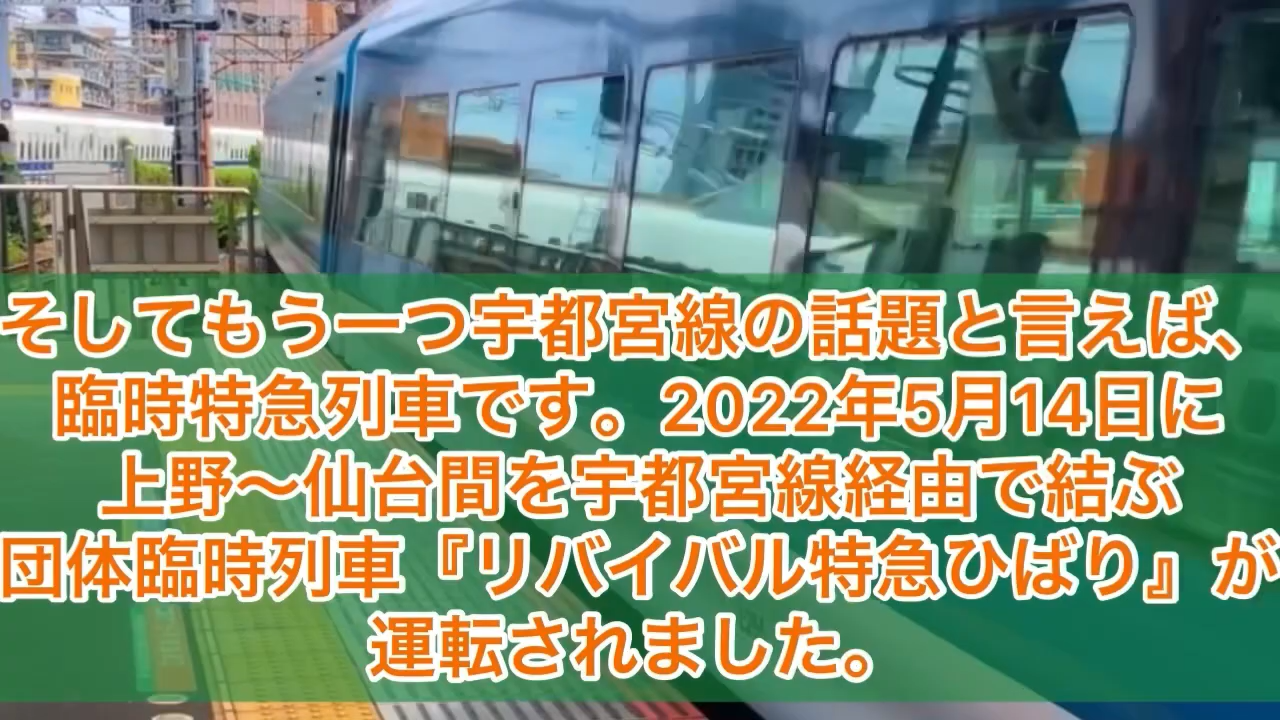 そしてもう一つ宇都宮線の話題と言えば、
臨時特急列車です。2022年5月14日に
上野〜仙台間を宇都宮線経由で結ぶ
団体臨時列車『リバイバル特急ひばり』が
運転されました。